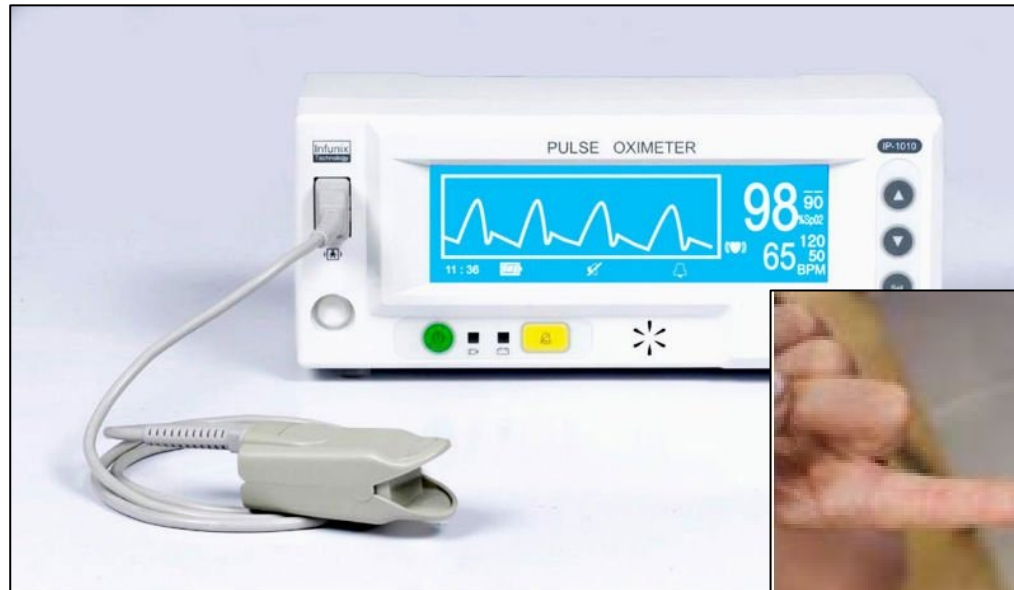 Infunix
Technology
PULSE OXIMETER
IP-1010
98
90
%SpO2
120
65
50
BPM
11:36